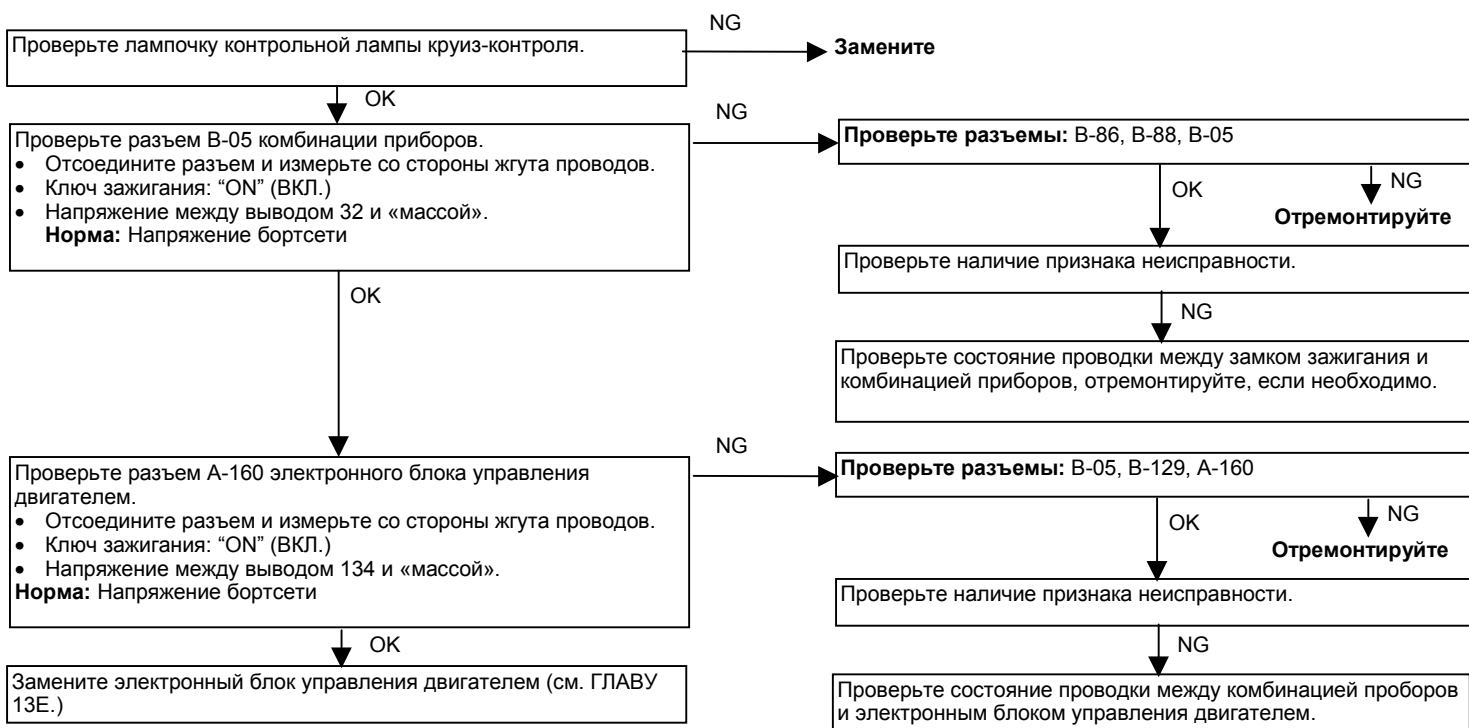 Проверьте лампочку контрольной лампы круиз-контроля.
NG
Замените
OK
Проверьте разъем B-05 комбинации приборов.
• Отсоедините разъем и измерьте со стороны жгута проводов.
• Ключ зажигания: “ON” (ВКЛ.)
• Напряжение между выводом 32 и «массой».
Норма: Напряжение бортсети
NG
Проверьте разъемы: B-86, B-88, B-05
OK
NG
Отремонтируйте
Проверьте наличие признака неисправности.
NG
Проверьте состояние проводки между замком зажигания и
комбинацией приборов, отремонтируйте, если необходимо.
OK
Проверьте разъем A-160 электронного блока управления
двигателем.
• Отсоедините разъем и измерьте со стороны жгута проводов.
• Ключ зажигания: “ON” (ВКЛ.)
• Напряжение между выводом 134 и «массой».
Норма: Напряжение бортсети
NG
Проверьте разъемы: B-05, B-129, A-160
OK
NG
Отремонтируйте
Проверьте наличие признака неисправности.
NG
Проверьте состояние проводки между комбинацией проборов
и электронным блоком управления двигателем.
OK
Замените электронный блок управления двигателем (см. ГЛАВУ
13E.)